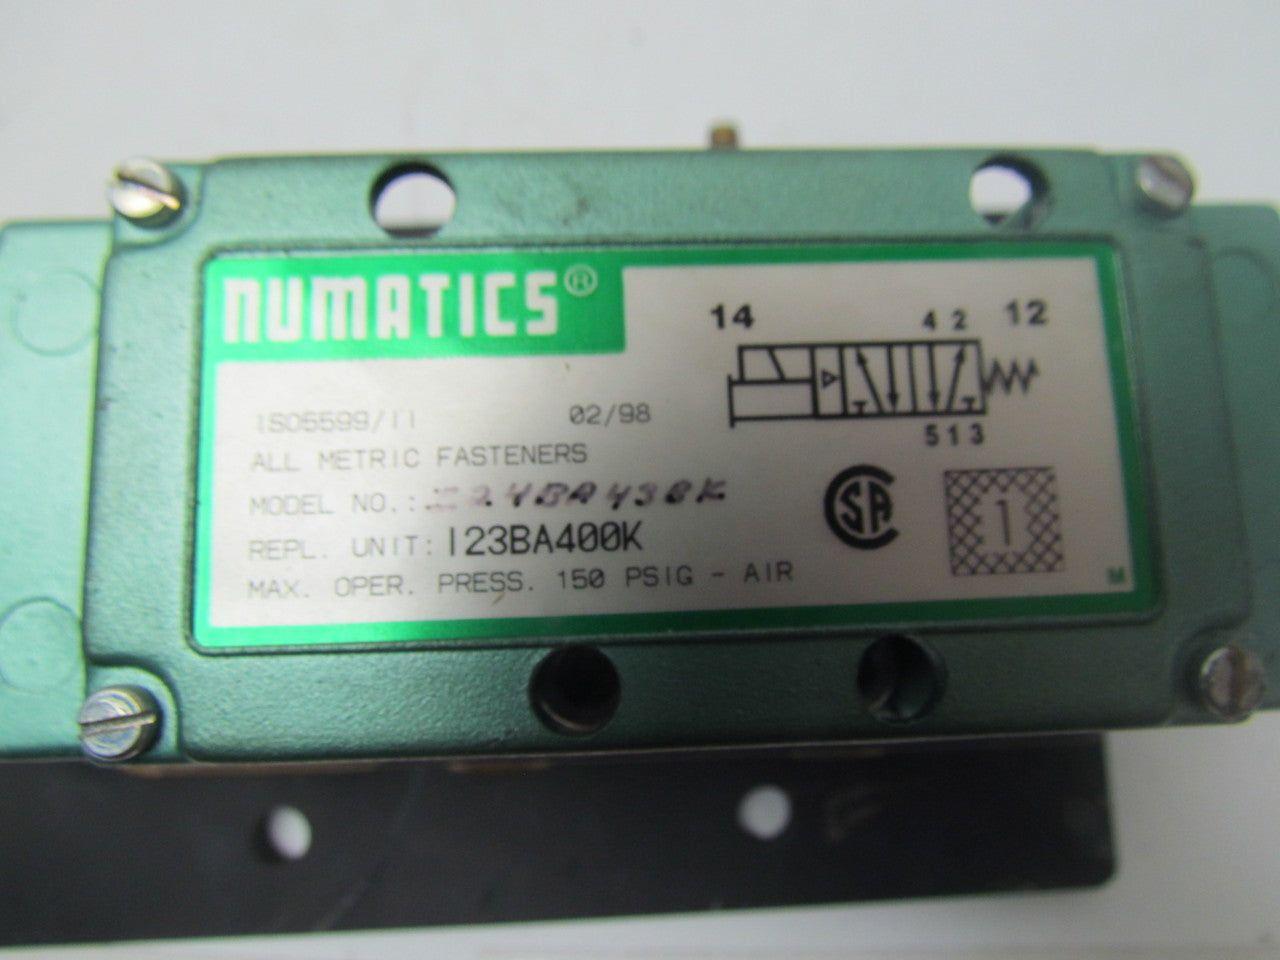 NUMATICS®
14 4 2 12
5 1 3
ISO5599/II 02/98
ALL METRIC FASTENERS
MODEL NO.:
REPL. UNIT: I23BA400K
MAX. OPER. PRESS. 150 PSIG - AIR
CSA
1
M